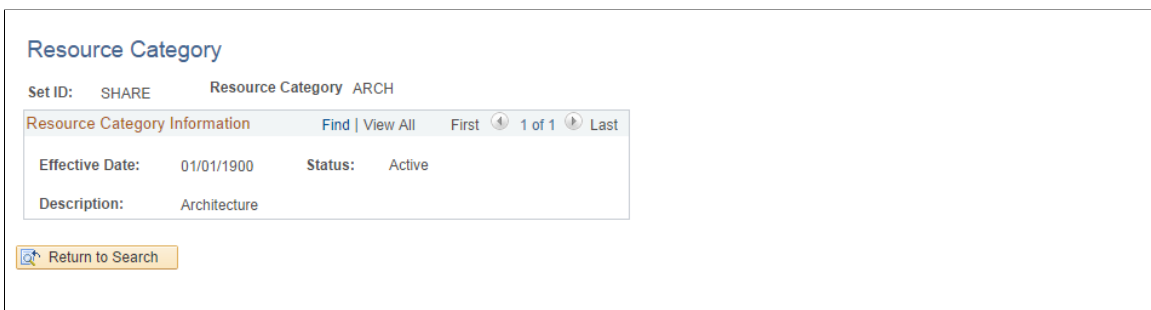 Resource Category
Set ID: SHARE Resource Category ARCH
Resource Category Information Find | View All First 1 of 1 Last
Effective Date: 01/01/1900 Status: Active
Description: Architecture
Return to Search